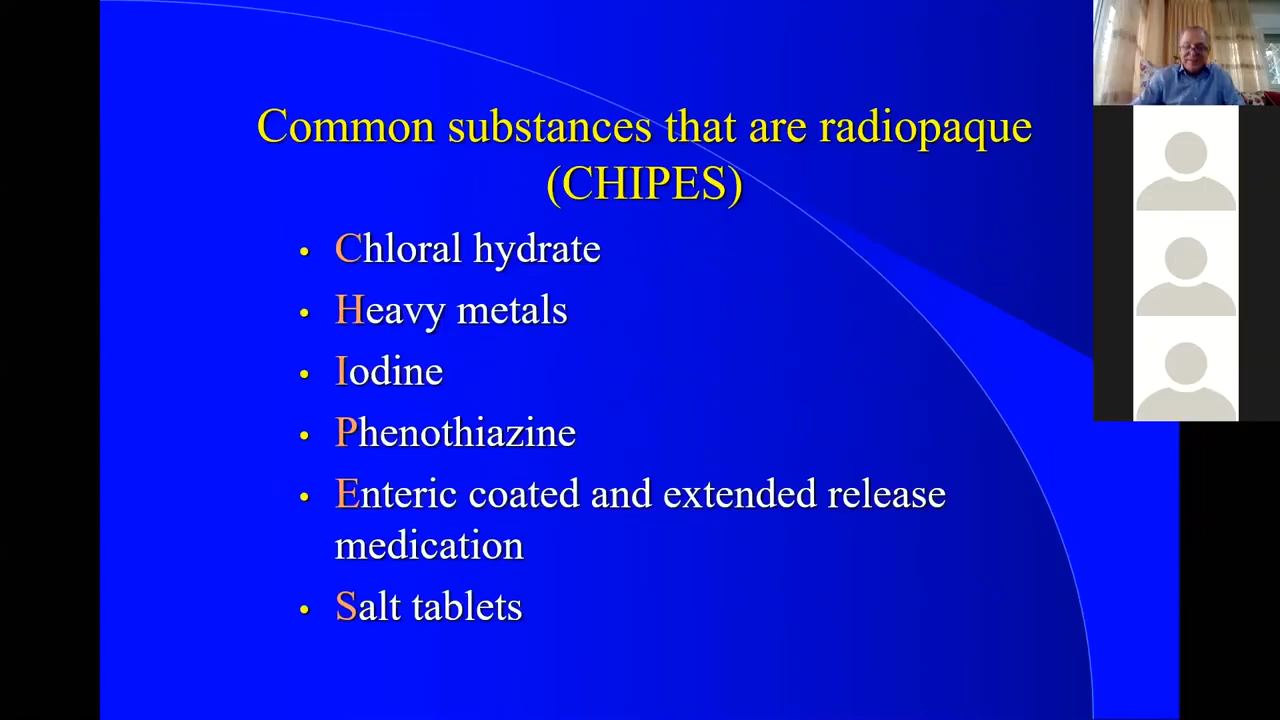 Common substances that are radiopaque
(CHIPES)
• Chloral hydrate
• Heavy metals
• Iodine
• Phenothiazine
• Enteric coated and extended release
medication
• Salt tablets